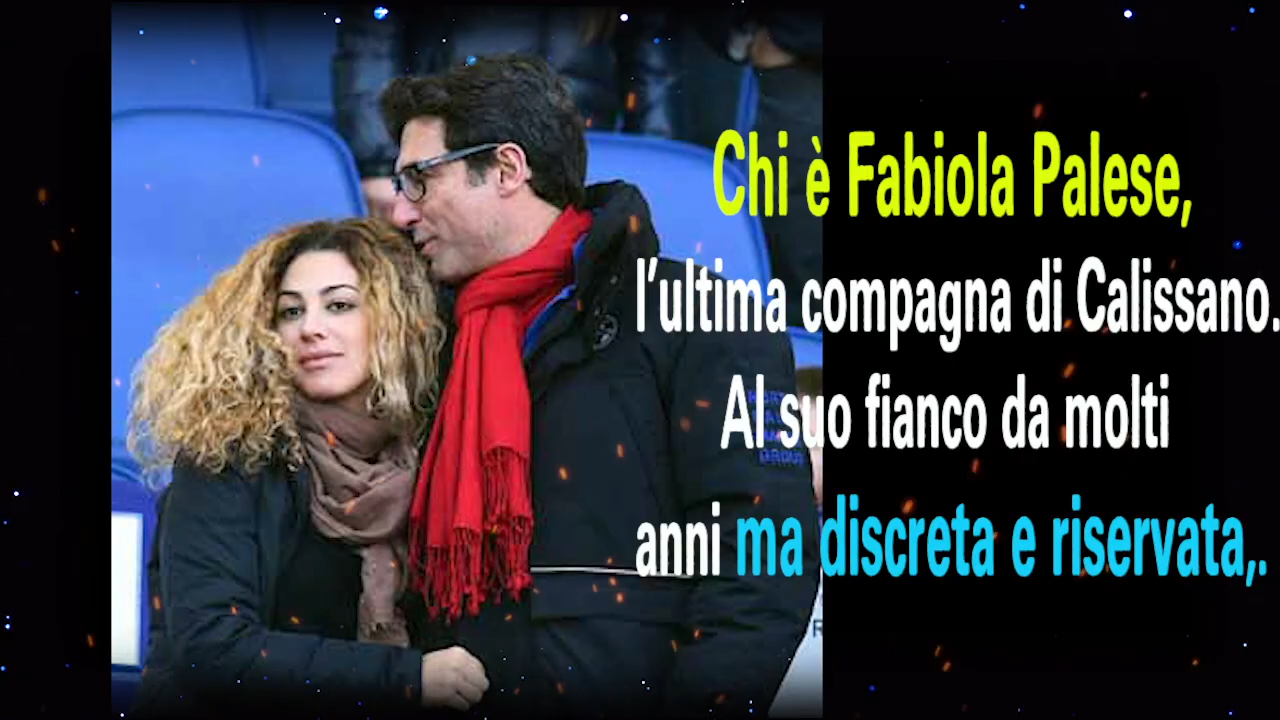 Chi è Fabiola Palese,
l'ultima compagna di Calissano.
Al suo fianco da molti
anni ma discreta e riservata,.